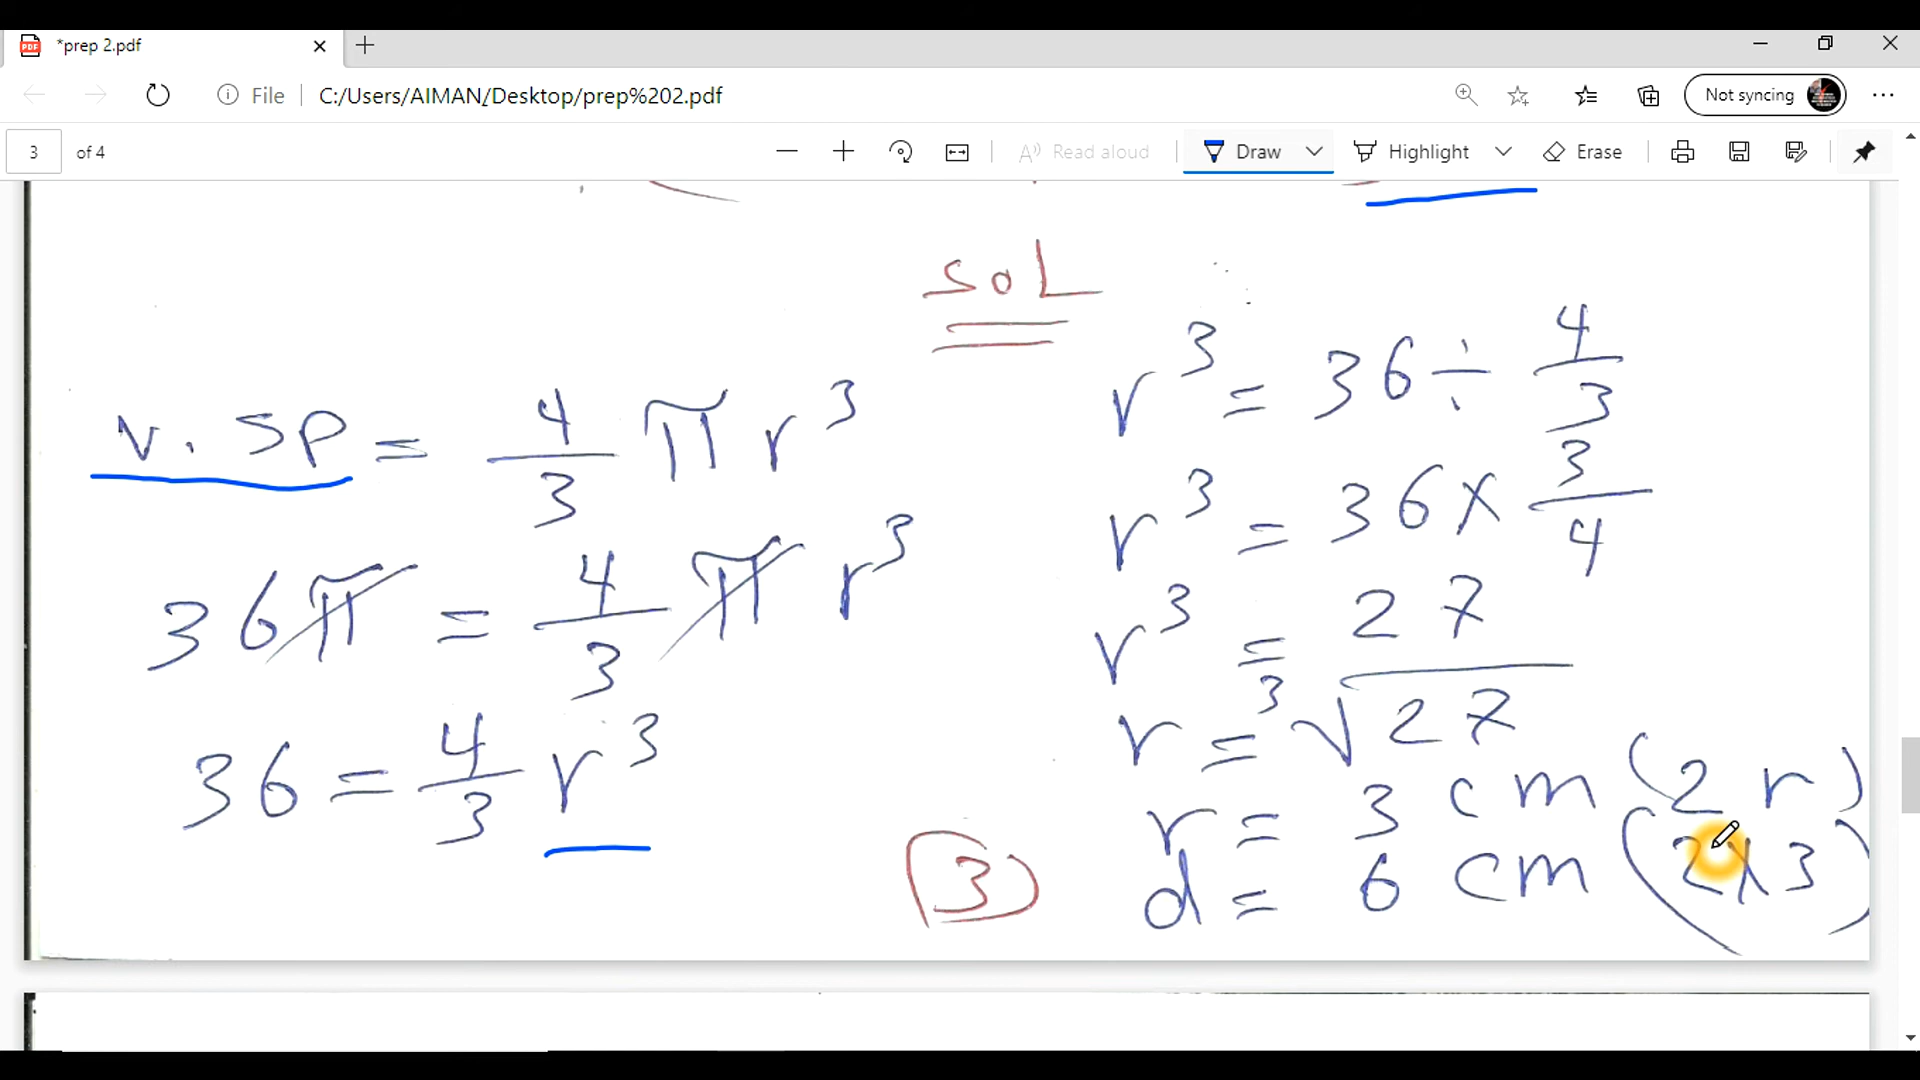 *prep 2.pdf
File C:/Users/AIMAN/Desktop/prep%202.pdf Not syncing
3 of 4 Read aloud Draw Highlight Erase
SOL
V. SP = 4/3 π r³
36π = 4/3 π r³
36 = 4/3 r³
r³ = 36 ÷ 4/3
r³ = 36 × 3/4
r³ = 27
r = ³√27
r = 3 cm (2 r)
d = 6 cm (2×3)
3